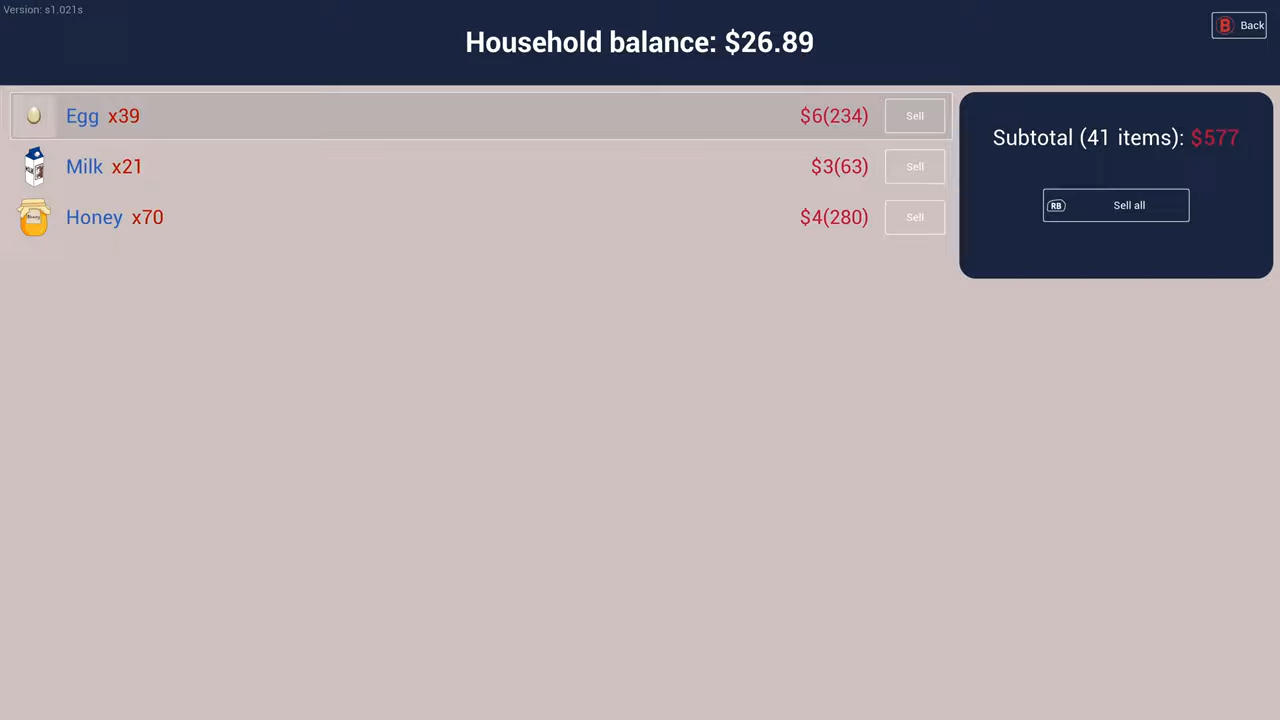 Version: s1.021s
Household balance: $26.89
B Back
Egg x39 $6(234) Sell
Milk x21 $3(63) Sell
Honey x70 $4(280) Sell
Subtotal (41 items): $577
RB Sell all